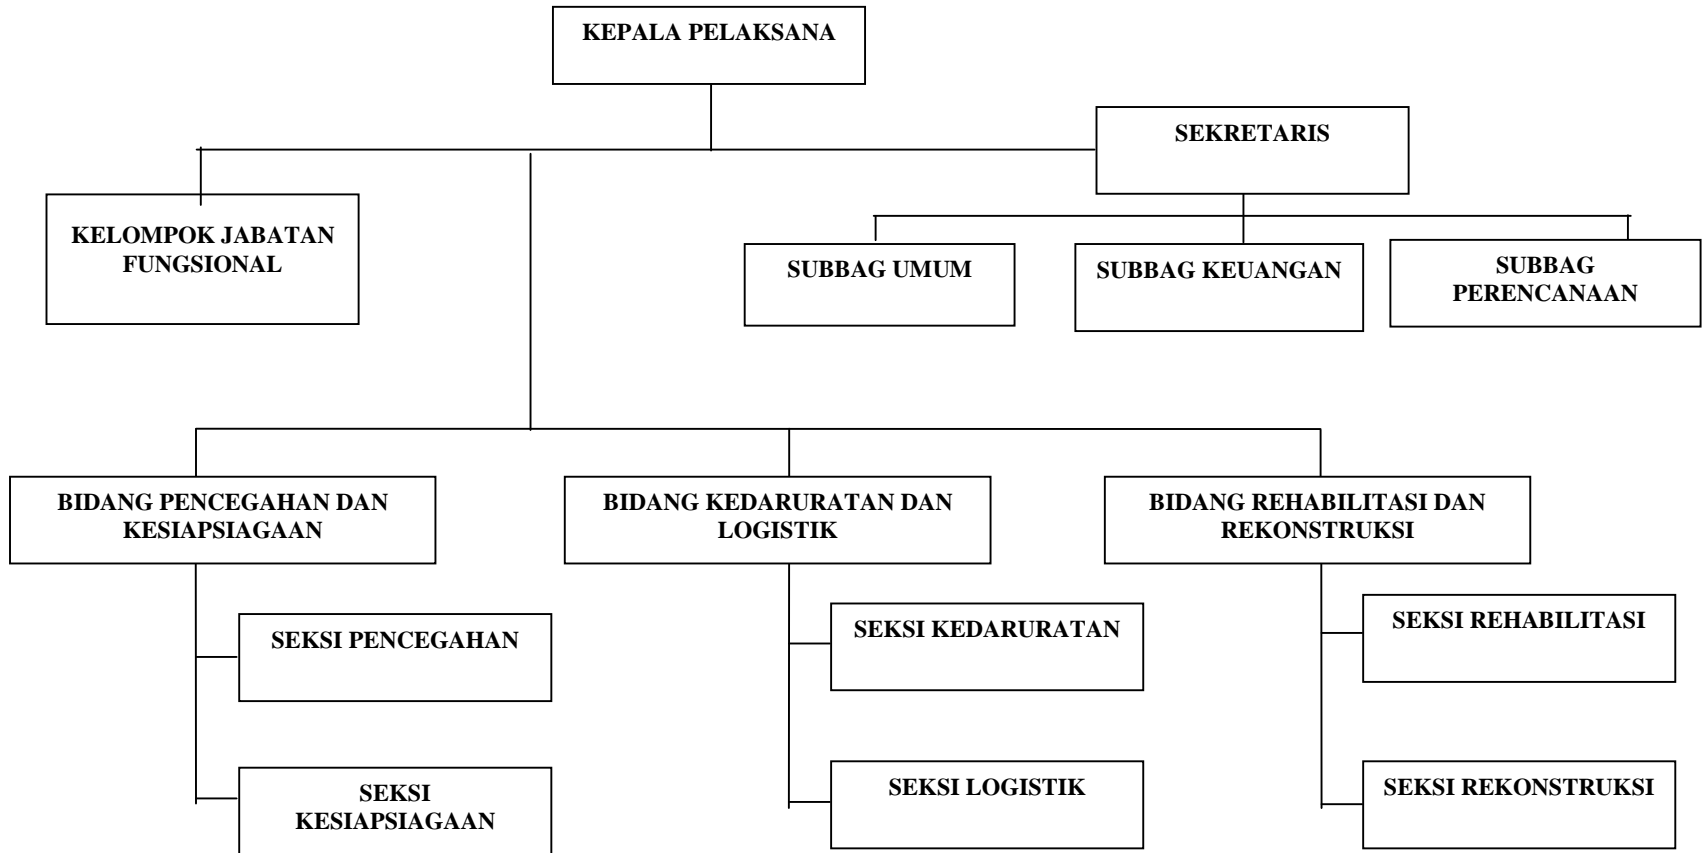 KEPALA PELAKSANA
SEKRETARIS
KELOMPOK JABATAN
FUNGSIONAL
SUBBAG UMUM
SUBBAG KEUANGAN
SUBBAG
PERENCANAAN
BIDANG PENCEGAHAN DAN
KESIAPSIAGAAN
BIDANG KEDARURATAN DAN
LOGISTIK
BIDANG REHABILITASI DAN
REKONSTRUKSI
SEKSI PENCEGAHAN
SEKSI KEDARURATAN
SEKSI REHABILITASI
SEKSI
KESIAPSIAGAAN
SEKSI LOGISTIK
SEKSI REKONSTRUKSI